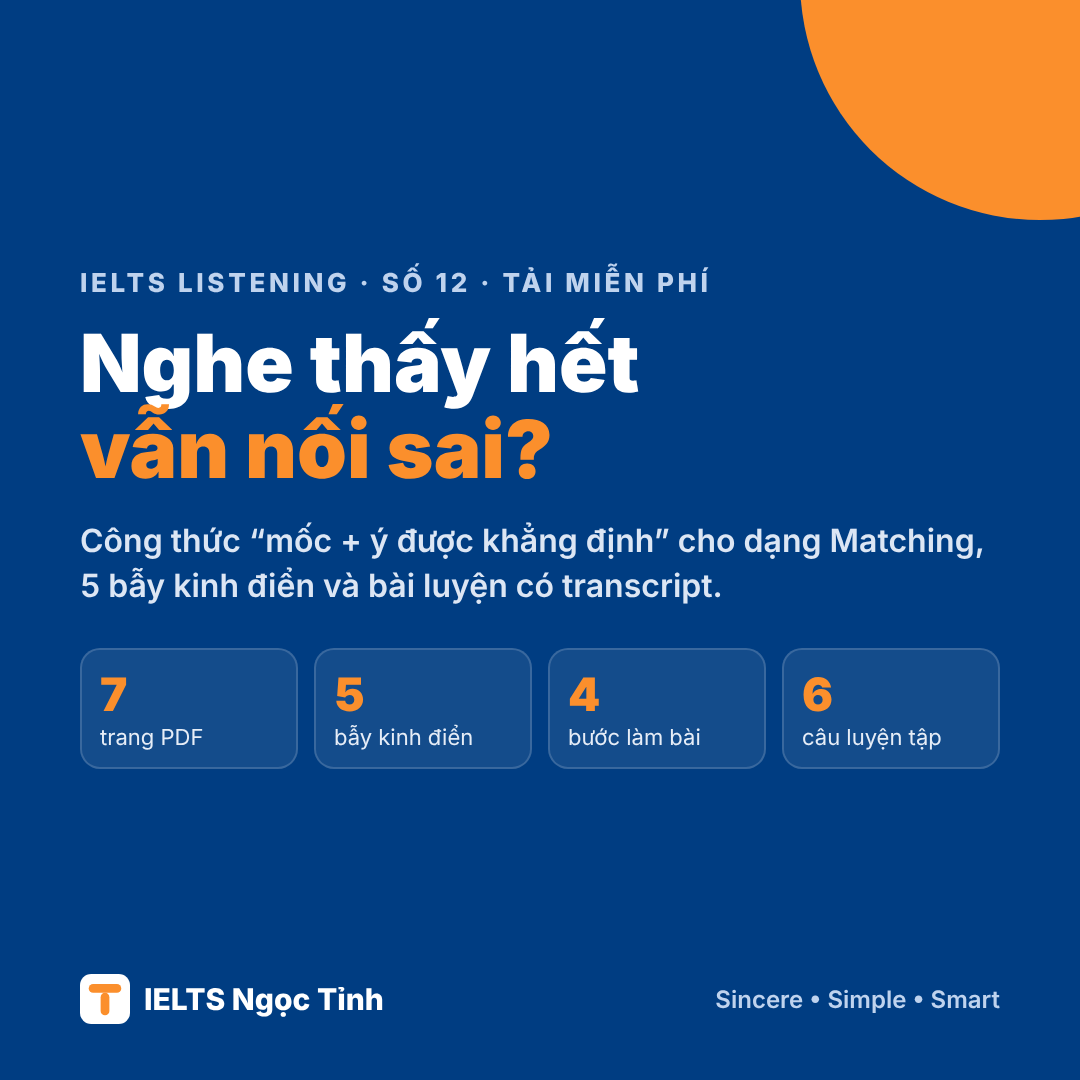 IELTS LISTENING · SỐ 12 · TẢI MIỄN PHÍ
Nghe thấy hết
vẫn nối sai?
Công thức “mốc + ý được khẳng định” cho dạng Matching,
5 bẫy kinh điển và bài luyện có transcript.
7
trang PDF
5
bẫy kinh điển
4
bước làm bài
6
câu luyện tập
IELTS Ngọc Tỉnh
Sincere • Simple • Smart